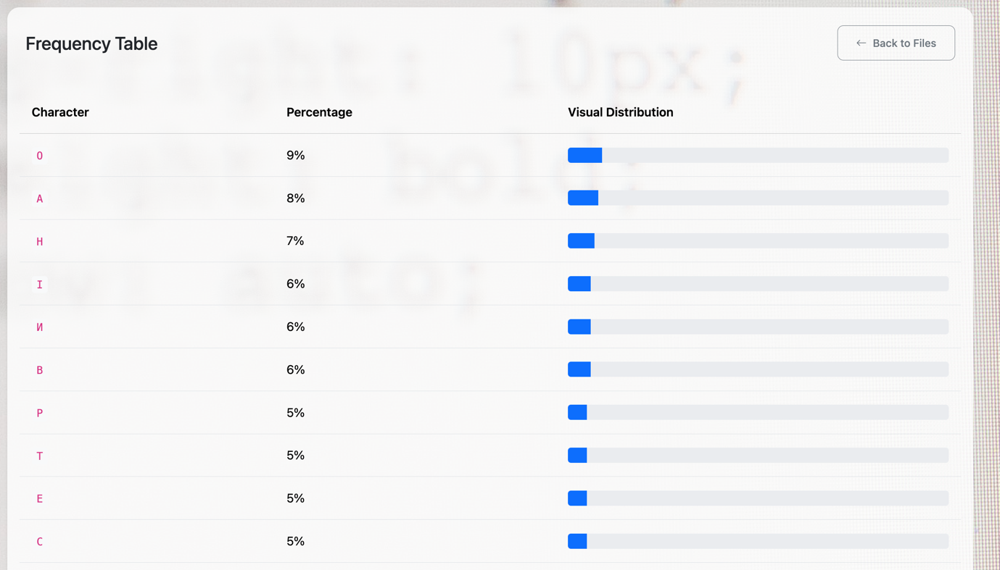 Frequency Table
← Back to Files
Character Percentage Visual Distribution
О 9%
А 8%
Н 7%
І 6%
И 6%
В 6%
Р 5%
Т 5%
Е 5%
С 5%